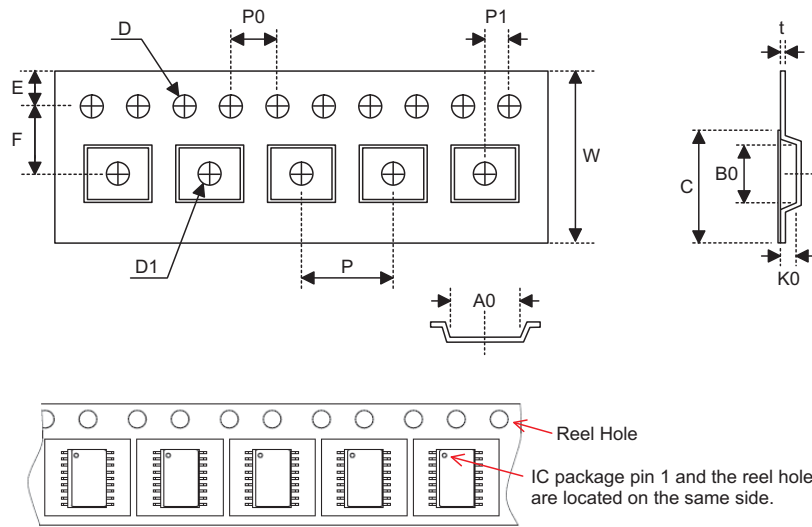 D
P0
P1
t
E
F
W
C
B0
D1
P
K0
A0
Reel Hole
IC package pin 1 and the reel hole
are located on the same side.